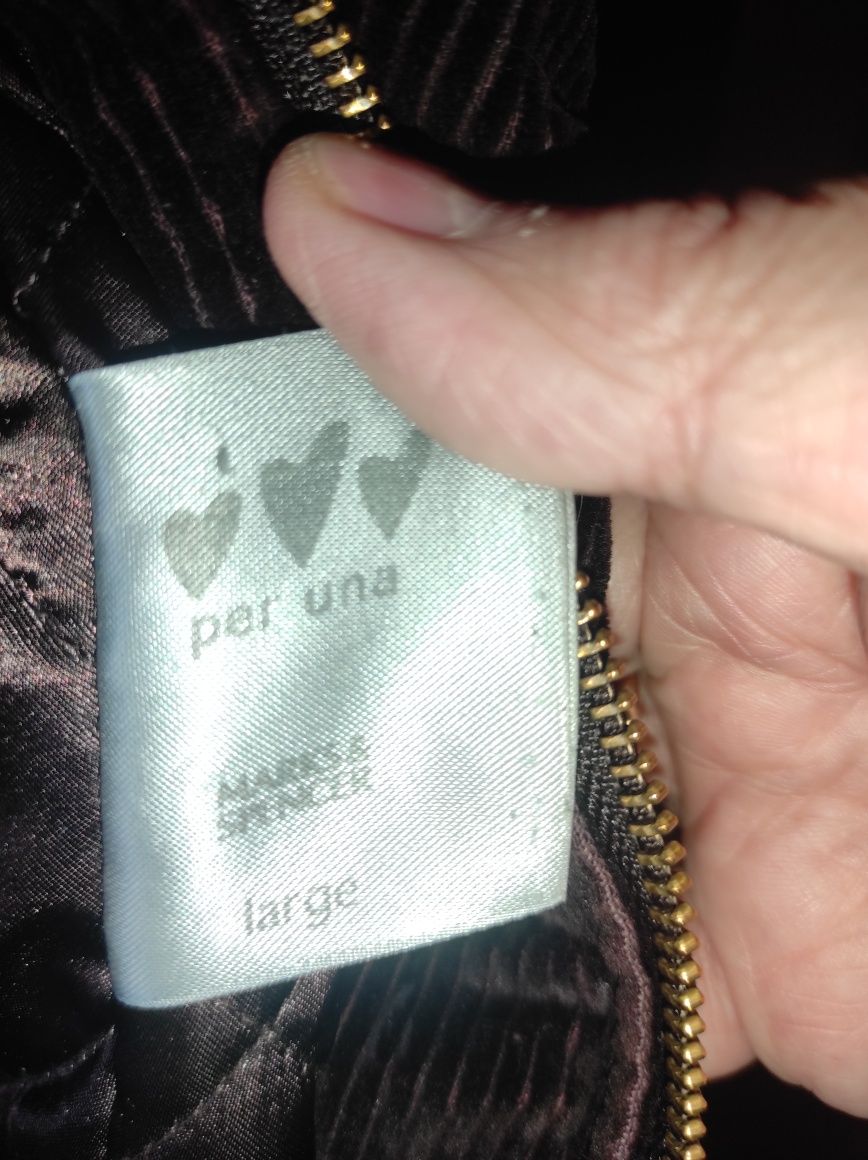 per una
MARKS &
SPENCER
large